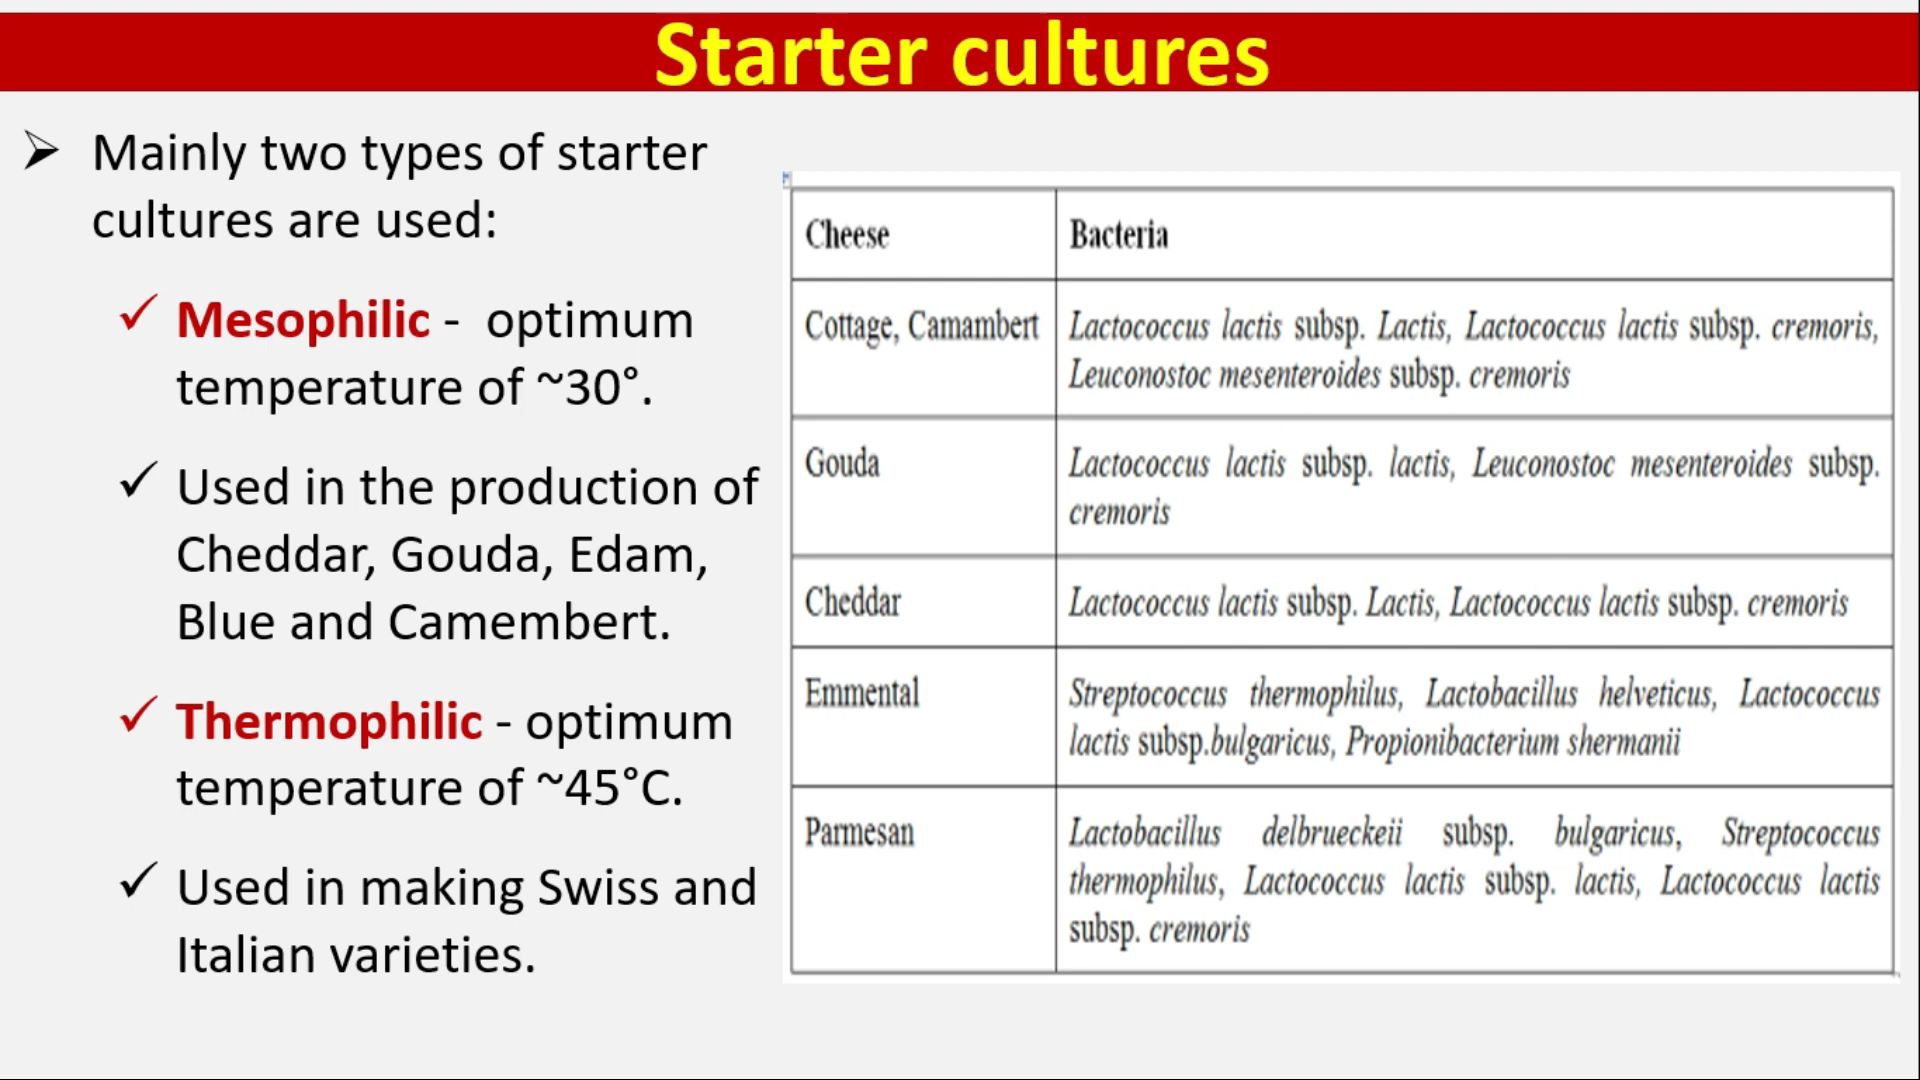 Starter cultures
➢ Mainly two types of starter
cultures are used:
✓ Mesophilic - optimum
temperature of ~30°.
✓ Used in the production of
Cheddar, Gouda, Edam,
Blue and Camembert.
✓ Thermophilic - optimum
temperature of ~45°C.
✓ Used in making Swiss and
Italian varieties.
Cheese Bacteria
Cottage, Camambert Lactococcus lactis subsp. Lactis, Lactococcus lactis subsp. cremoris,
Leuconostoc mesenteroides subsp. cremoris
Gouda Lactococcus lactis subsp. lactis, Leuconostoc mesenteroides subsp.
cremoris
Cheddar Lactococcus lactis subsp. Lactis, Lactococcus lactis subsp. cremoris
Emmental Streptococcus thermophilus, Lactobacillus helveticus, Lactococcus
lactis subsp.bulgaricus, Propionibacterium shermanii
Parmesan Lactobacillus delbrueckeii subsp. bulgaricus, Streptococcus
thermophilus, Lactococcus lactis subsp. lactis, Lactococcus lactis
subsp. cremoris